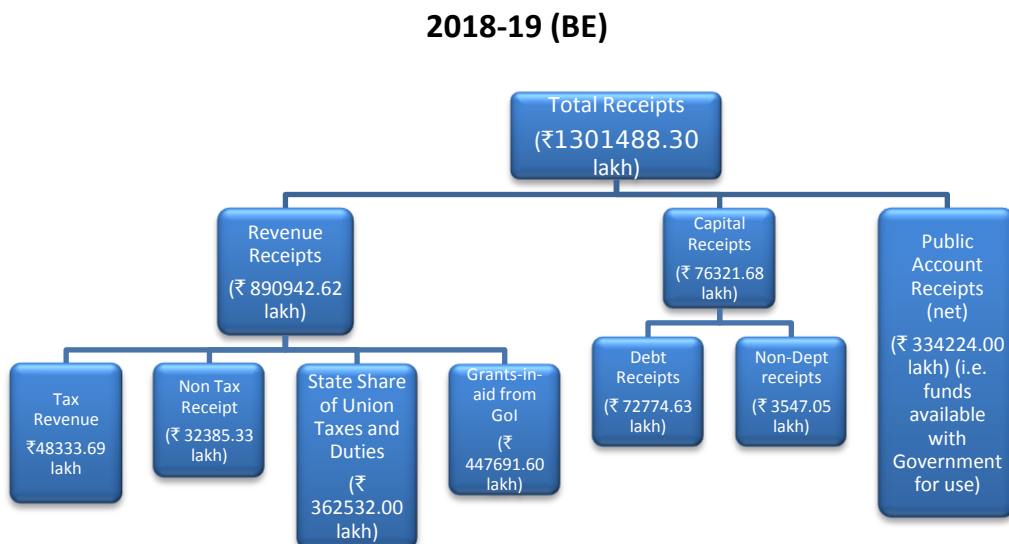 2018-19 (BE)
Total Receipts
(₹1301488.30
lakh)
Revenue
Receipts
(₹ 890942.62
lakh)
Capital
Receipts
(₹ 76321.68
lakh)
Public
Account
Receipts
(net)
(₹ 334224.00
lakh) (i.e.
funds
available
with
Government
for use)
Tax
Revenue
₹48333.69
lakh
Non Tax
Receipt
(₹ 32385.33
lakh)
State Share
of Union
Taxes and
Duties
(₹
362532.00
lakh)
Grants-in-
aid from
GoI
(₹
447691.60
lakh)
Debt
Receipts
(₹ 72774.63
lakh)
Non-Dept
receipts
(₹ 3547.05
lakh)